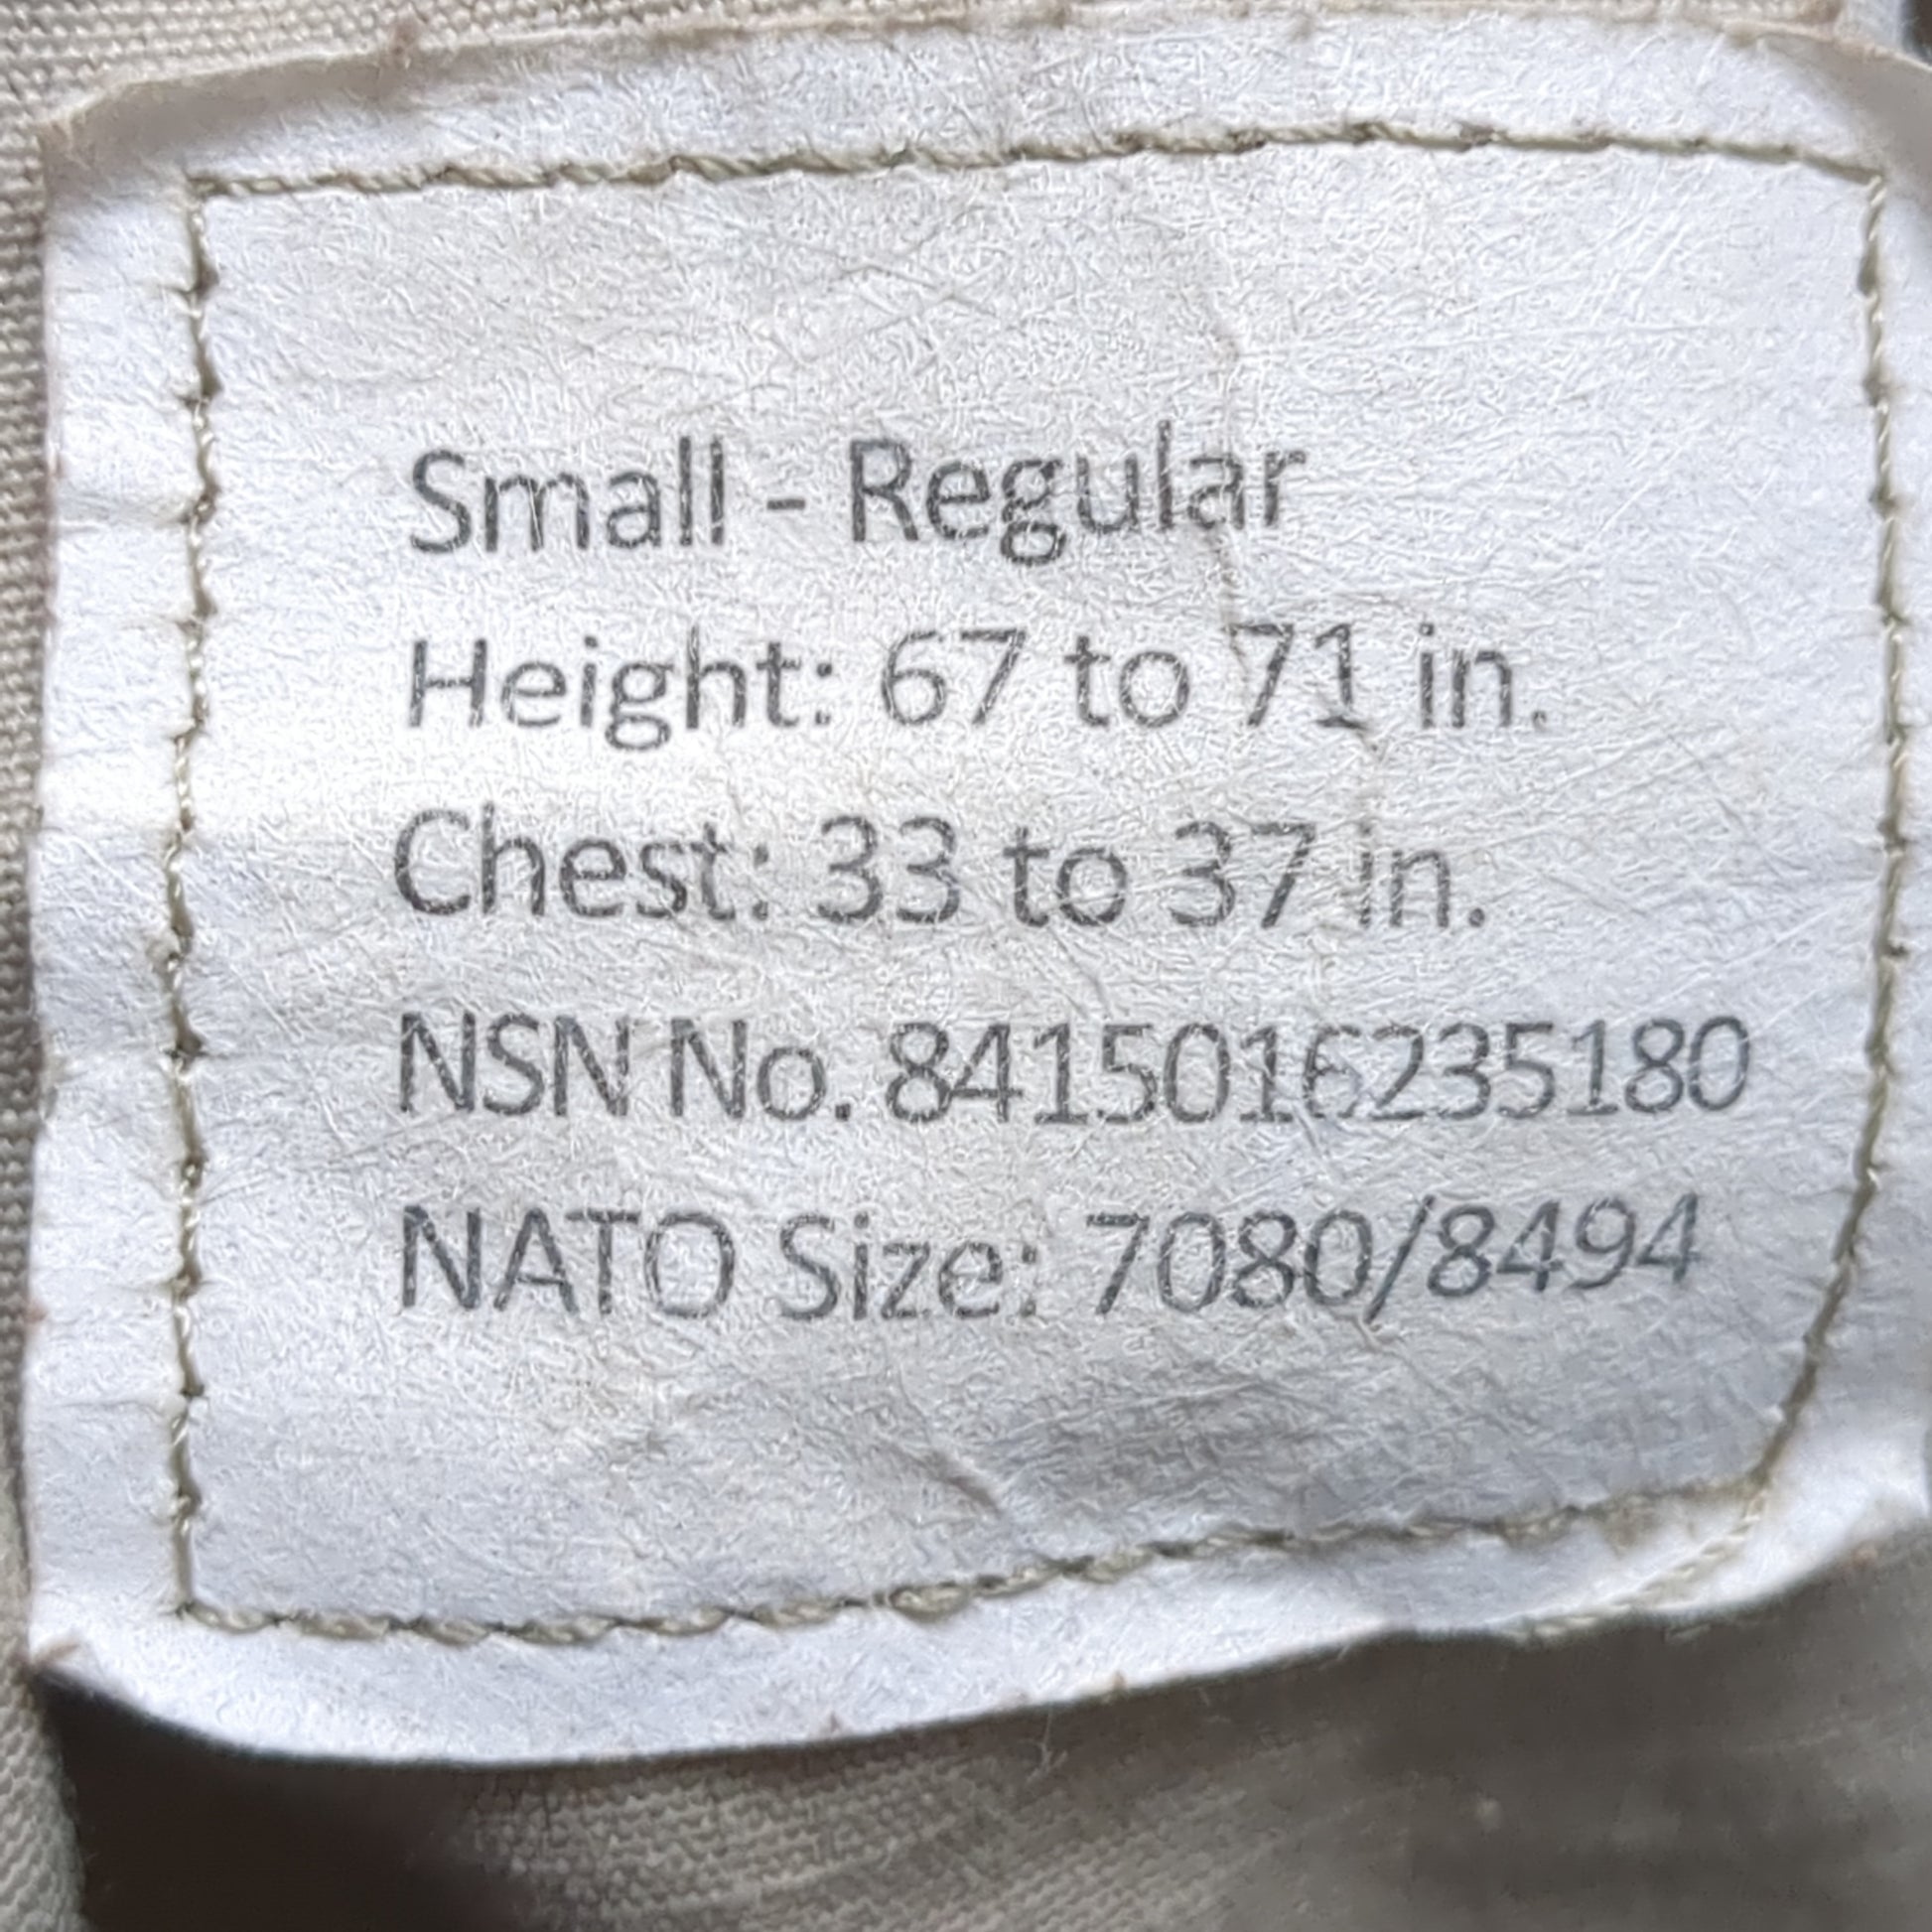 Small - Regular
Height: 67 to 71 in.
Chest: 33 to 37 in.
NSN No. 8415016235180
NATO Size: 7080/8494